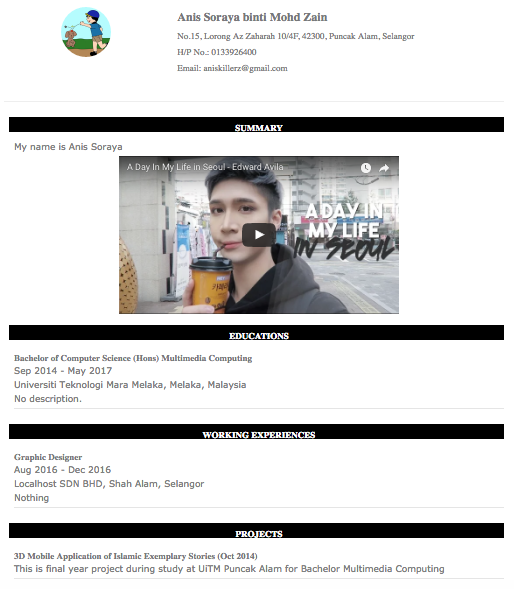 Anis Soraya binti Mohd Zain
No.15, Lorong Az Zaharah 10/4F, 42300, Puncak Alam, Selangor
H/P No.: 0133926400
Email: aniskillerz@gmail.com
SUMMARY
My name is Anis Soraya
A Day In My Life in Seoul - Edward Avila
A DAY IN
MY LIFE
IN SEOUL
EDUCATIONS
Bachelor of Computer Science (Hons) Multimedia Computing
Sep 2014 - May 2017
Universiti Teknologi Mara Melaka, Melaka, Malaysia
No description.
WORKING EXPERIENCES
Graphic Designer
Aug 2016 - Dec 2016
Localhost SDN BHD, Shah Alam, Selangor
Nothing
PROJECTS
3D Mobile Application of Islamic Exemplary Stories (Oct 2014)
This is final year project during study at UiTM Puncak Alam for Bachelor Multimedia Computing